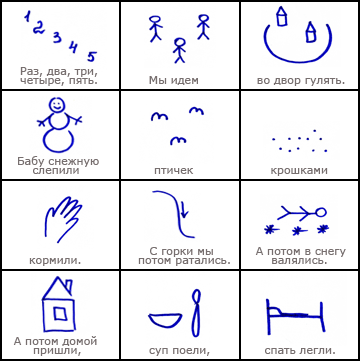 1 2 3 4 5
Раз, два, три,
четыре, пять.
Мы идем
во двор гулять.
Бабу снежную
слепили
птичек
крошками
кормили.
С горки мы
потом ратались.
А потом в снегу
валялись.
А потом домой
пришли,
суп поели,
спать легли.